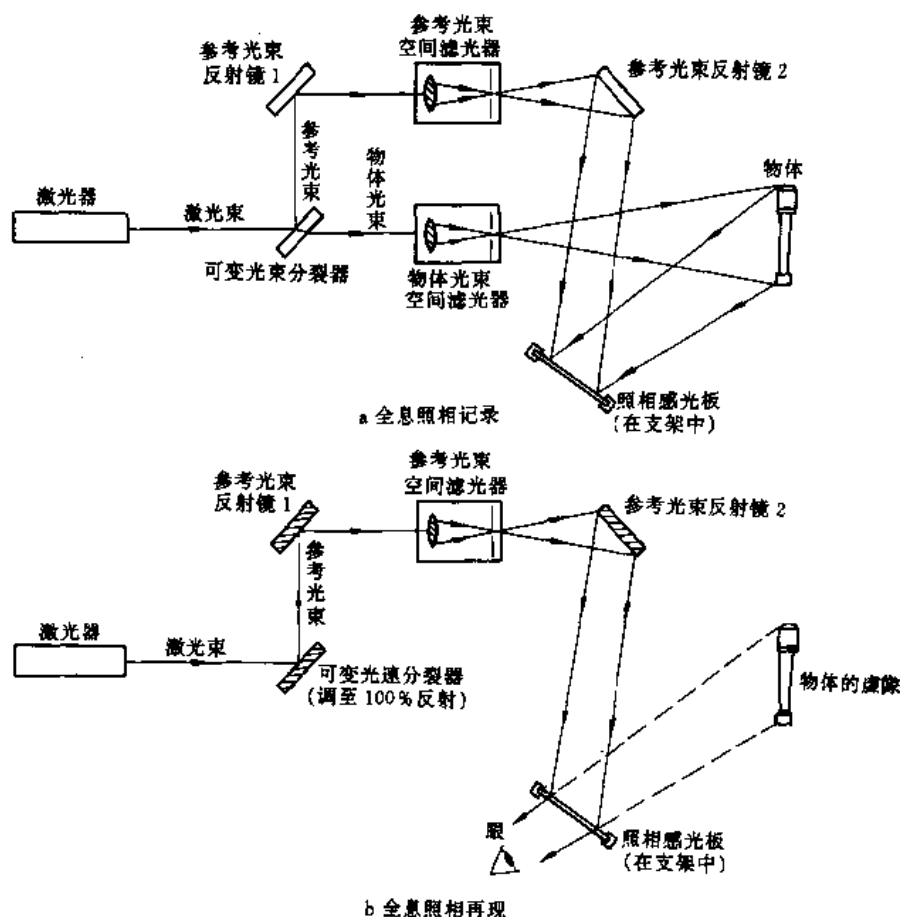 参考光束
空间滤光器
参考光束
反射镜1
参考光束反射镜2
参考光束
物体光束
物体
激光器
激光束
可变光束分裂器
物体光束
空间滤光器
照相感光板
(在支架中)
a 全息照相记录
参考光束
空间滤光器
参考光束
反射镜1
参考光束反射镜2
参考光束
激光器
激光束
可变光速分裂器
(调至100%反射)
物体的虚像
眼
照相感光板
(在支架中)
b 全息照相再现